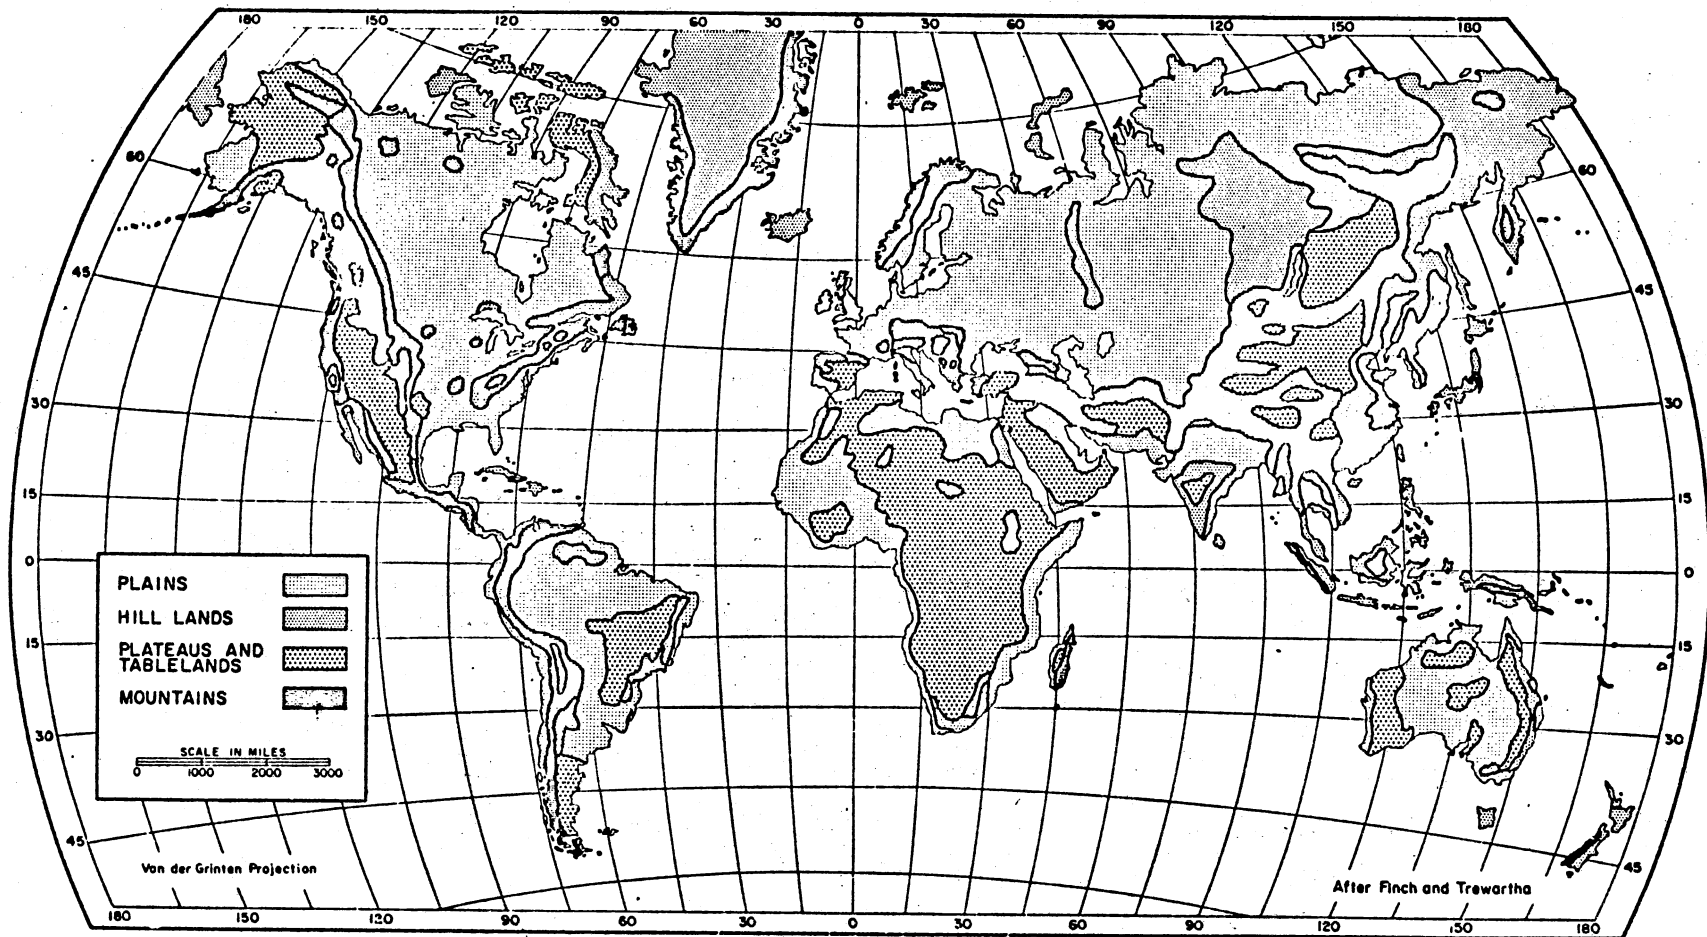 180 150 120 90 60 30 0 30 60 90 120 150 180
60 60
45 45
30 30
15 15
0 0
15 15
30 30
45 45
PLAINS
HILL LANDS
PLATEAUS AND
TABLELANDS
MOUNTAINS
SCALE IN MILES
0 1000 2000 3000
Van der Grinten Projection
After Finch and Trewartha
180 150 120 90 60 30 0 30 60 90 120 150 180